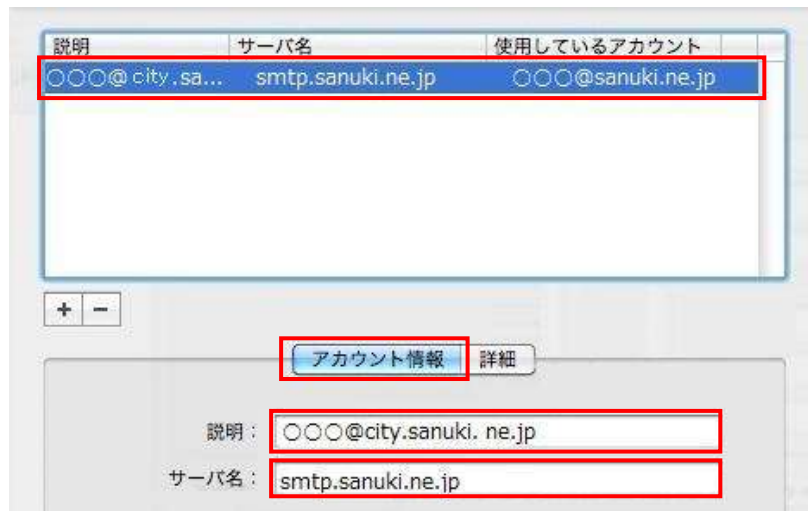 説明 サーバ名 使用しているアカウント
○○○@ city.sa... smtp.sanuki.ne.jp ○○○@sanuki.ne.jp
+ −
アカウント情報 詳細
説明： ○○○@city.sanuki. ne.jp
サーバ名： smtp.sanuki.ne.jp